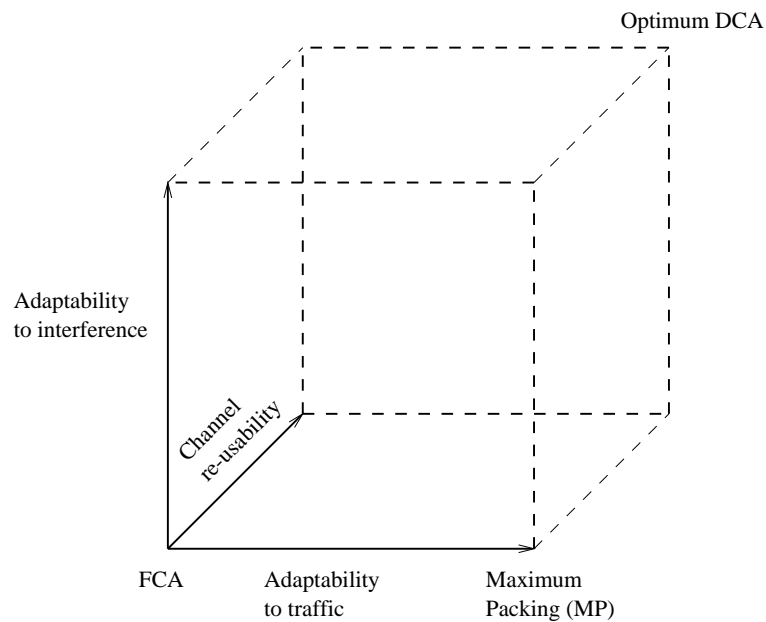 Optimum DCA
Adaptability
to interference
Channel
re-usability
FCA
Adaptability
to traffic
Maximum
Packing (MP)